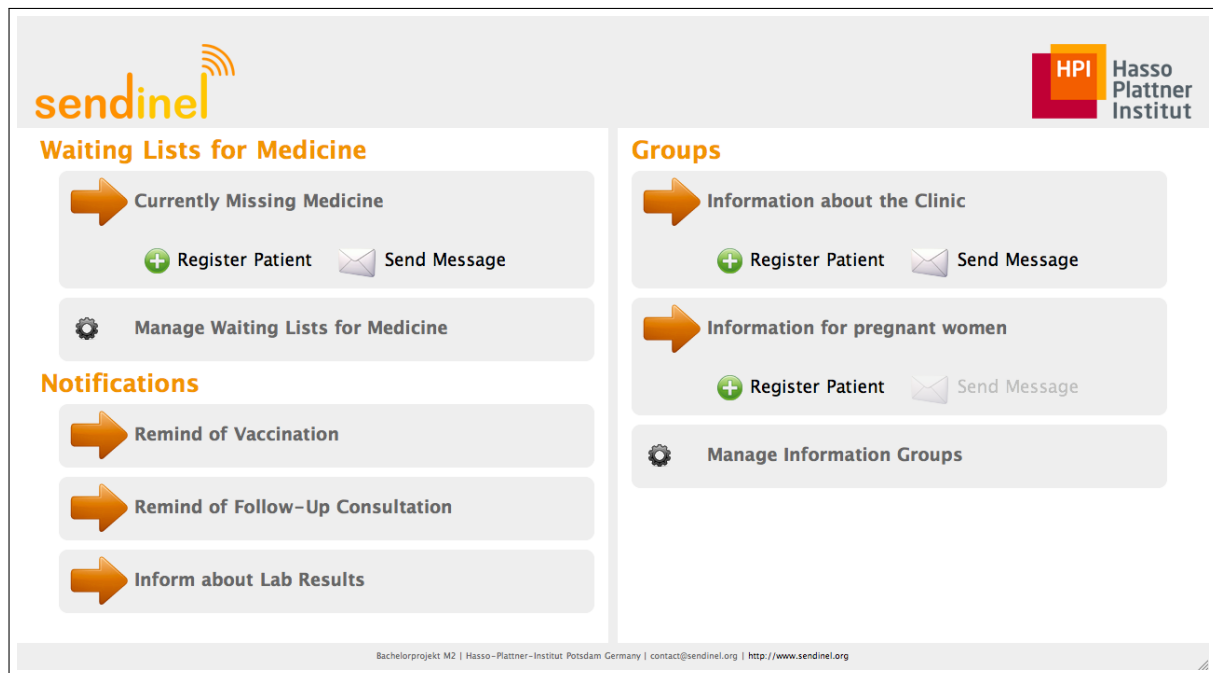 sendinel
HPI Hasso
Plattner
Institut
Waiting Lists for Medicine
Currently Missing Medicine
Register Patient Send Message
Manage Waiting Lists for Medicine
Notifications
Remind of Vaccination
Remind of Follow-Up Consultation
Inform about Lab Results
Groups
Information about the Clinic
Register Patient Send Message
Information for pregnant women
Register Patient Send Message
Manage Information Groups
Bachelorprojekt M2 | Hasso-Plattner-Institut Potsdam Germany | contact@sendinel.org | http://www.sendinel.org